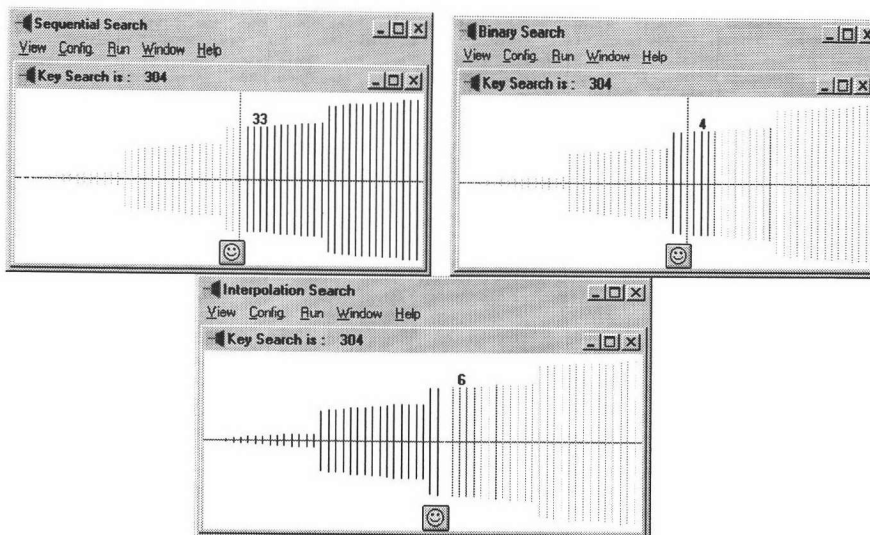 Sequential Search
View Config. Run Window Help
Key Search is : 304
33
Binary Search
View Config. Run Window Help
Key Search is : 304
4
Interpolation Search
View Config. Run Window Help
Key Search is : 304
6